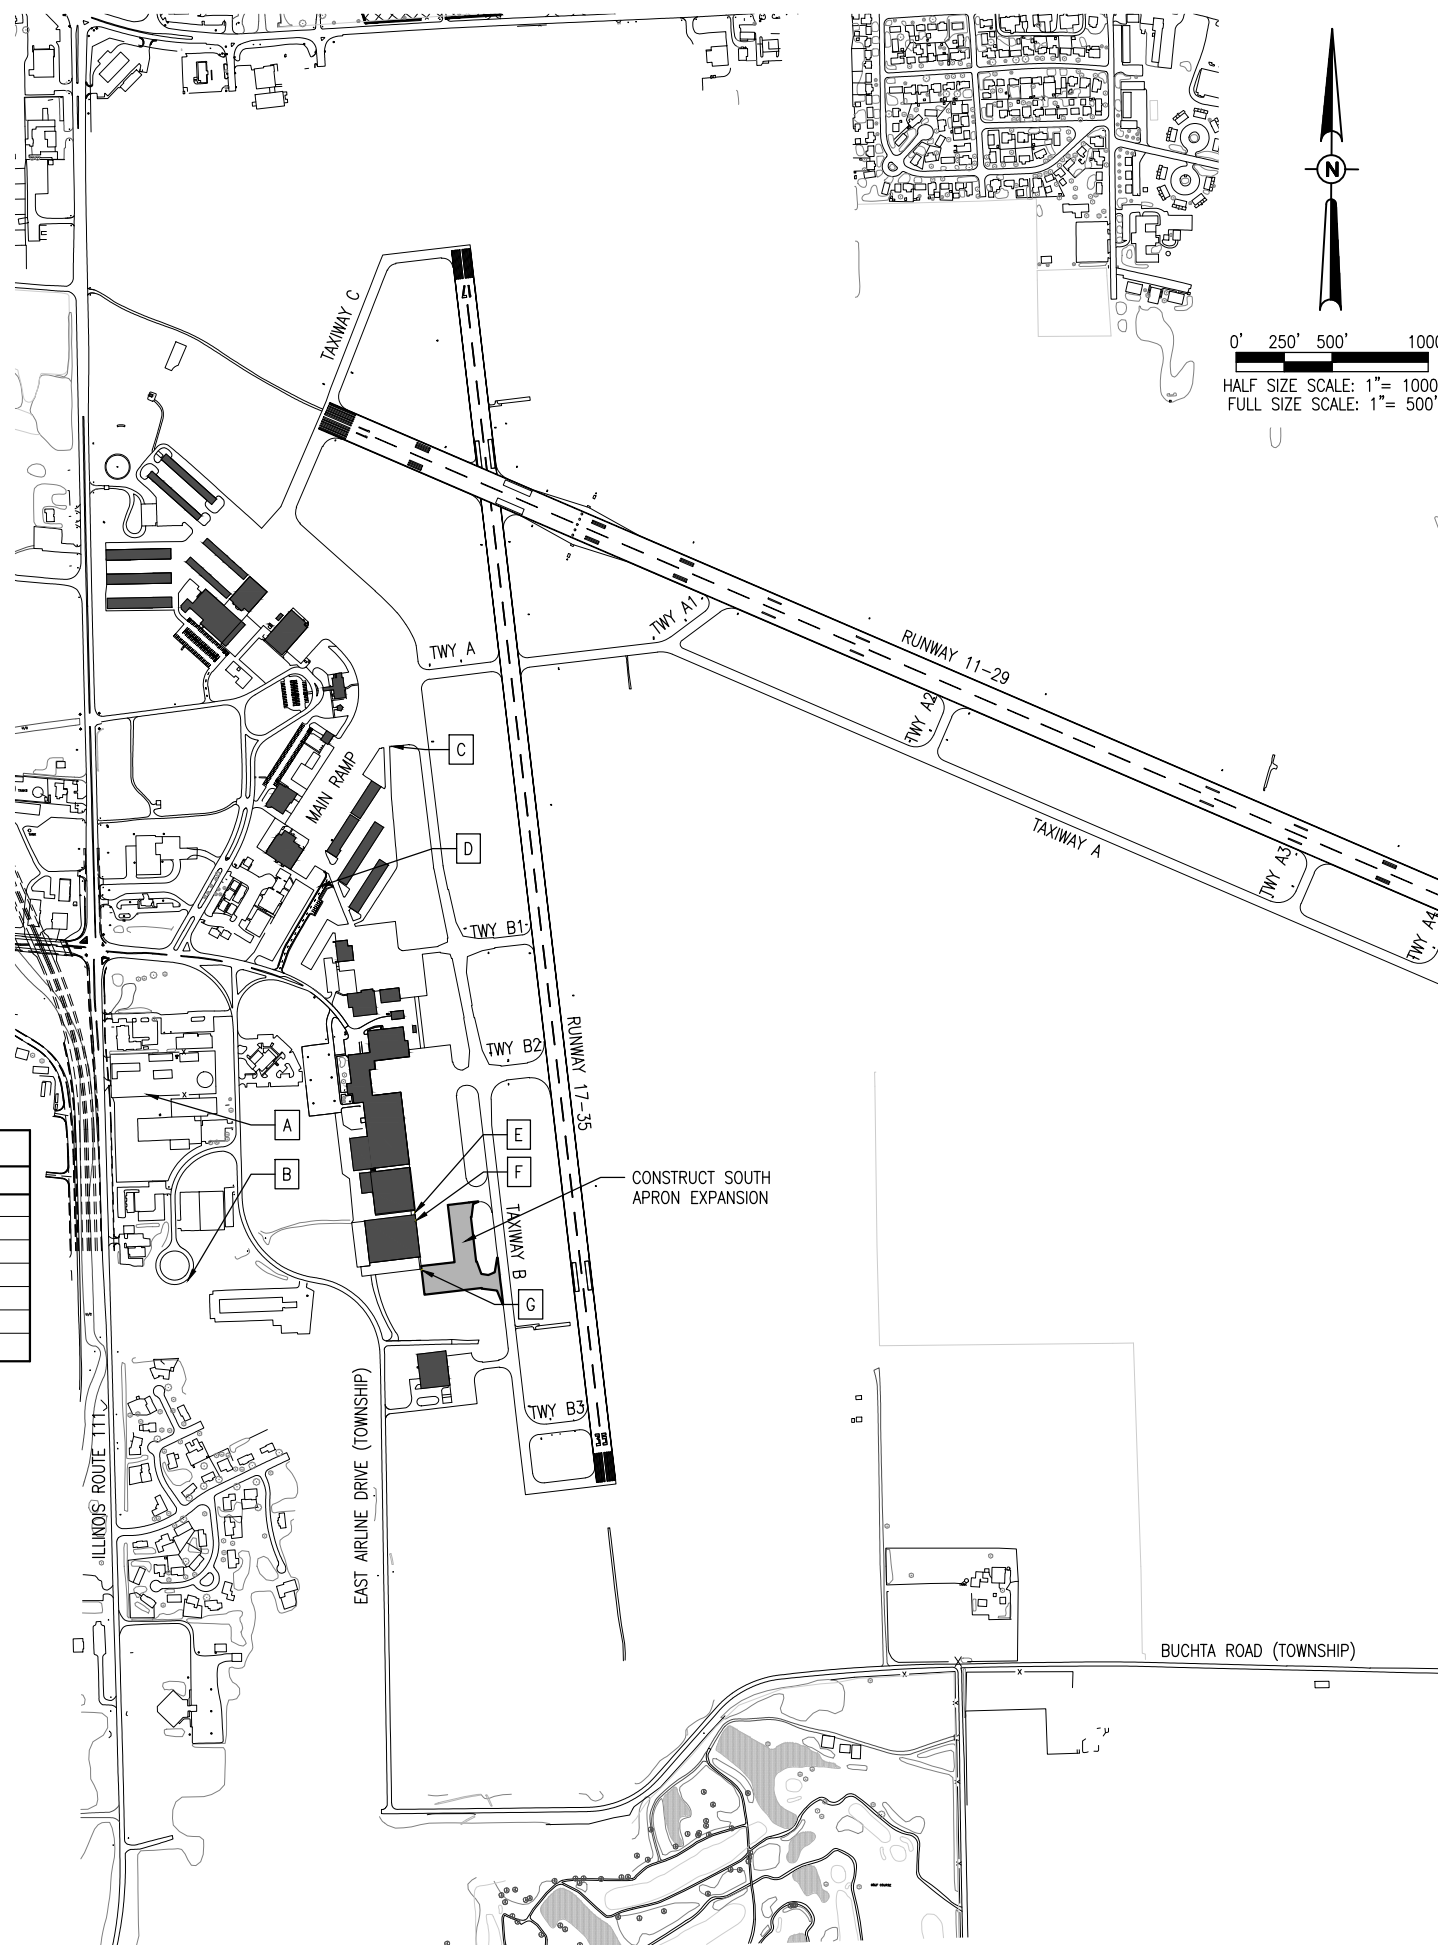 N
0' 250' 500' 1000
HALF SIZE SCALE: 1"= 1000
FULL SIZE SCALE: 1"= 500'
17
TAXIWAY C
TWY A
TWY A1
RUNWAY 11-29
TWY A2
TAXIWAY A
TWY A3
TWY A4
MAIN RAMP
C
D
TWY B1
TWY B2
RUNWAY 17-35
A
B
E
F
CONSTRUCT SOUTH
APRON EXPANSION
TAXIWAY B
G
TWY B3
35
ILLINOIS ROUTE 111
EAST AIRLINE DRIVE (TOWNSHIP)
BUCHTA ROAD (TOWNSHIP)